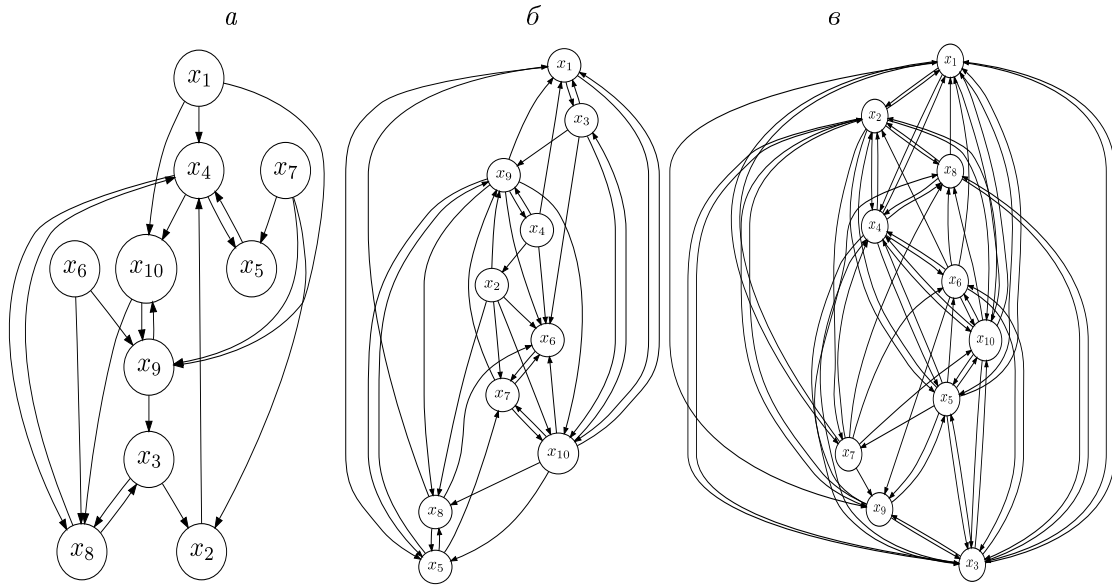 а б в
x₁
x₄ x₇
x₆ x₁₀ x₅
x₉
x₃
x₈ x₂
x₁
x₃
x₉
x₄
x₂
x₆
x₇
x₁₀
x₈
x₅
x₁
x₂
x₈
x₄
x₆
x₁₀
x₅
x₇
x₉
x₃